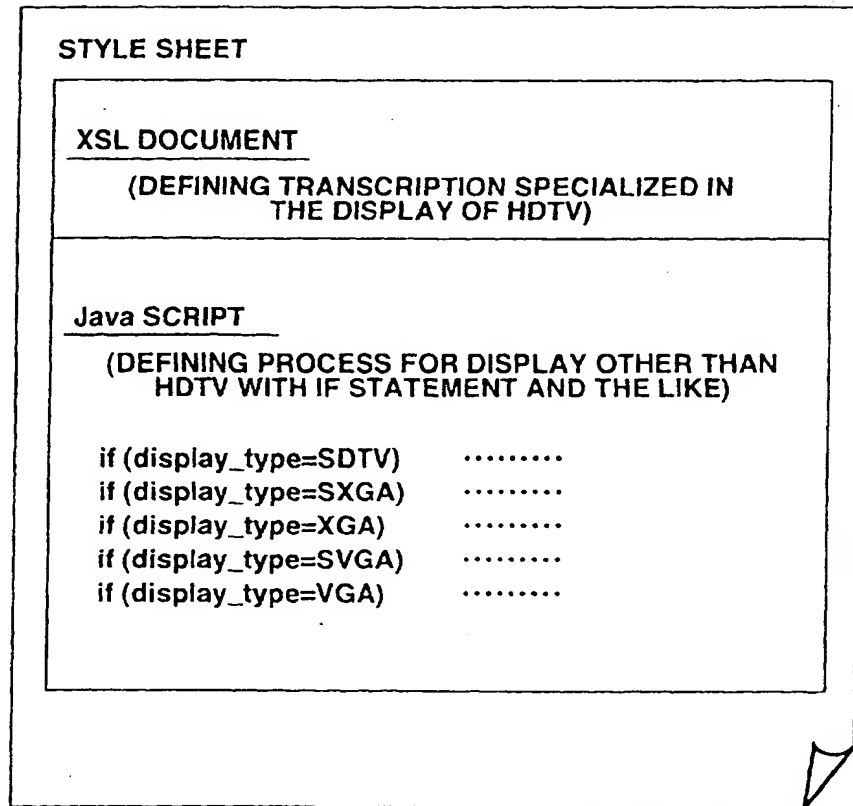 STYLE SHEET
XSL DOCUMENT
(DEFINING TRANSCRIPTION SPECIALIZED IN
THE DISPLAY OF HDTV)
Java SCRIPT
(DEFINING PROCESS FOR DISPLAY OTHER THAN
HDTV WITH IF STATEMENT AND THE LIKE)
if (display_type=SDTV) ·········
if (display_type=SXGA) ·········
if (display_type=XGA) ·········
if (display_type=SVGA) ·········
if (display_type=VGA) ·········